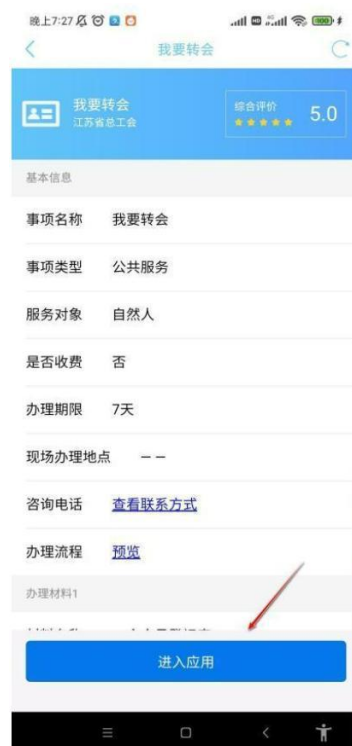 晚上7:27
我要转会
我要转会
江苏省总工会
综合评价
5.0
基本信息
事项名称 我要转会
事项类型 公共服务
服务对象 自然人
是否收费 否
办理期限 7天
现场办理地点 ——
咨询电话 查看联系方式
办理流程 预览
办理材料1
进入应用